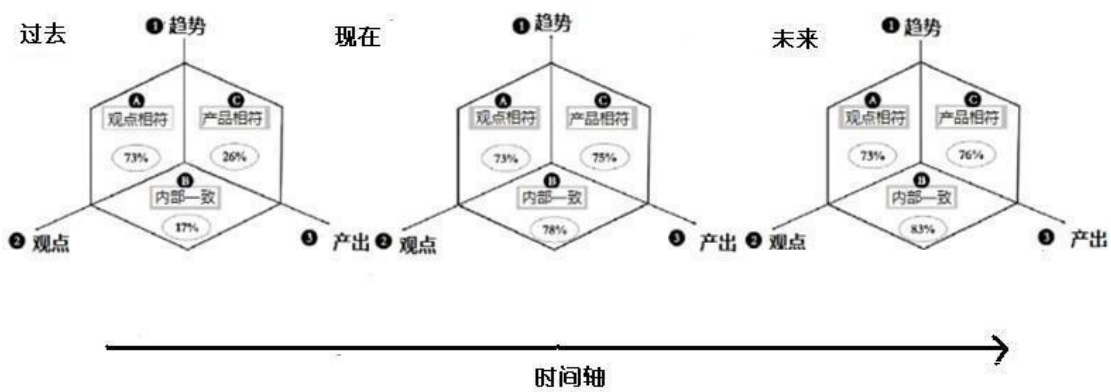 过去
❶ 趋势
A
观点相符
73%
C
产品相符
26%
B
内部一致
17%
❷ 观点
❸ 产出
现在
❶ 趋势
A
观点相符
73%
C
产品相符
75%
B
内部一致
78%
❷ 观点
❸ 产出
未来
❶ 趋势
A
观点相符
73%
C
产品相符
76%
B
内部一致
83%
❷ 观点
❸ 产出
时间轴